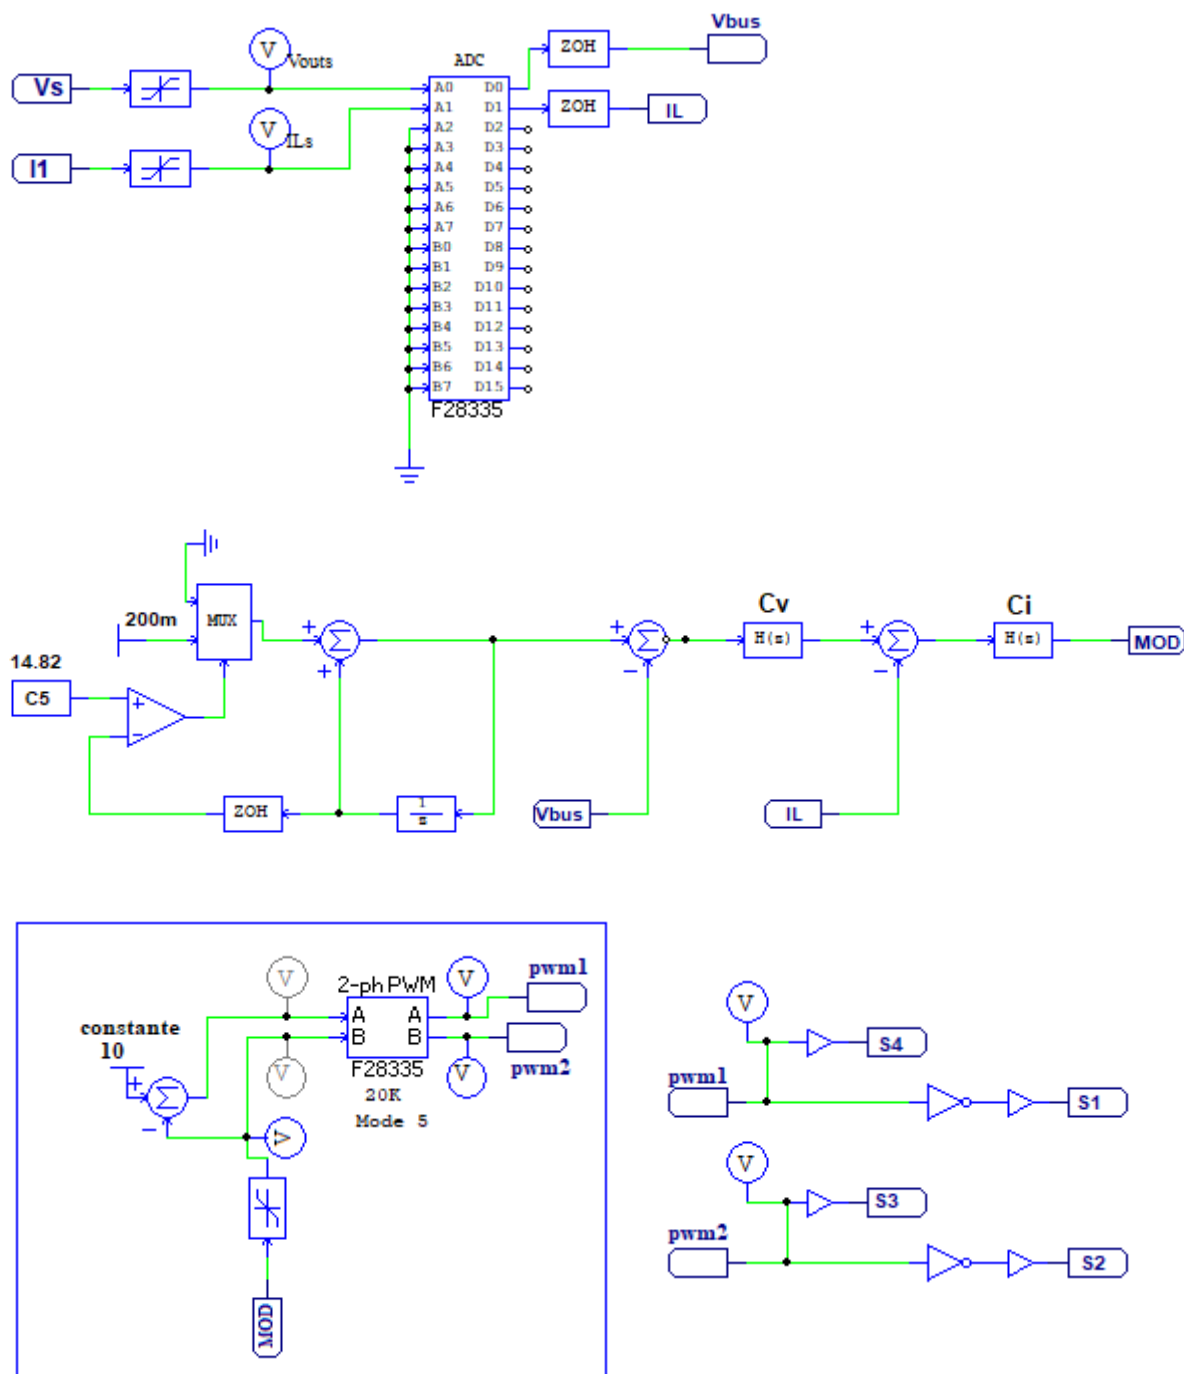 Vbus
V
Vouts
ZOH
ADC
Vs
A0 D0
A1 D1
ZOH
IL
V
ILs
A2 D2
A3 D3
I1
A4 D4
A5 D5
A6 D6
A7 D7
B0 D8
B1 D9
B2 D10
B3 D11
B4 D12
B5 D13
B6 D14
B7 D15
F28335
200m
MUX
+
Σ
+
+
Σ
−
Cv
H(s)
+
Σ
−
Ci
H(s)
MOD
14.82
C5
+
−
ZOH
1
s
Vbus
IL
V
2-ph PWM
V
pwm1
A A
B B
constante
10
F28335
pwm2
V
V
20K
Mode 5
+
Σ
−
V
MOD
V
S4
pwm1
S1
V
S3
pwm2
S2